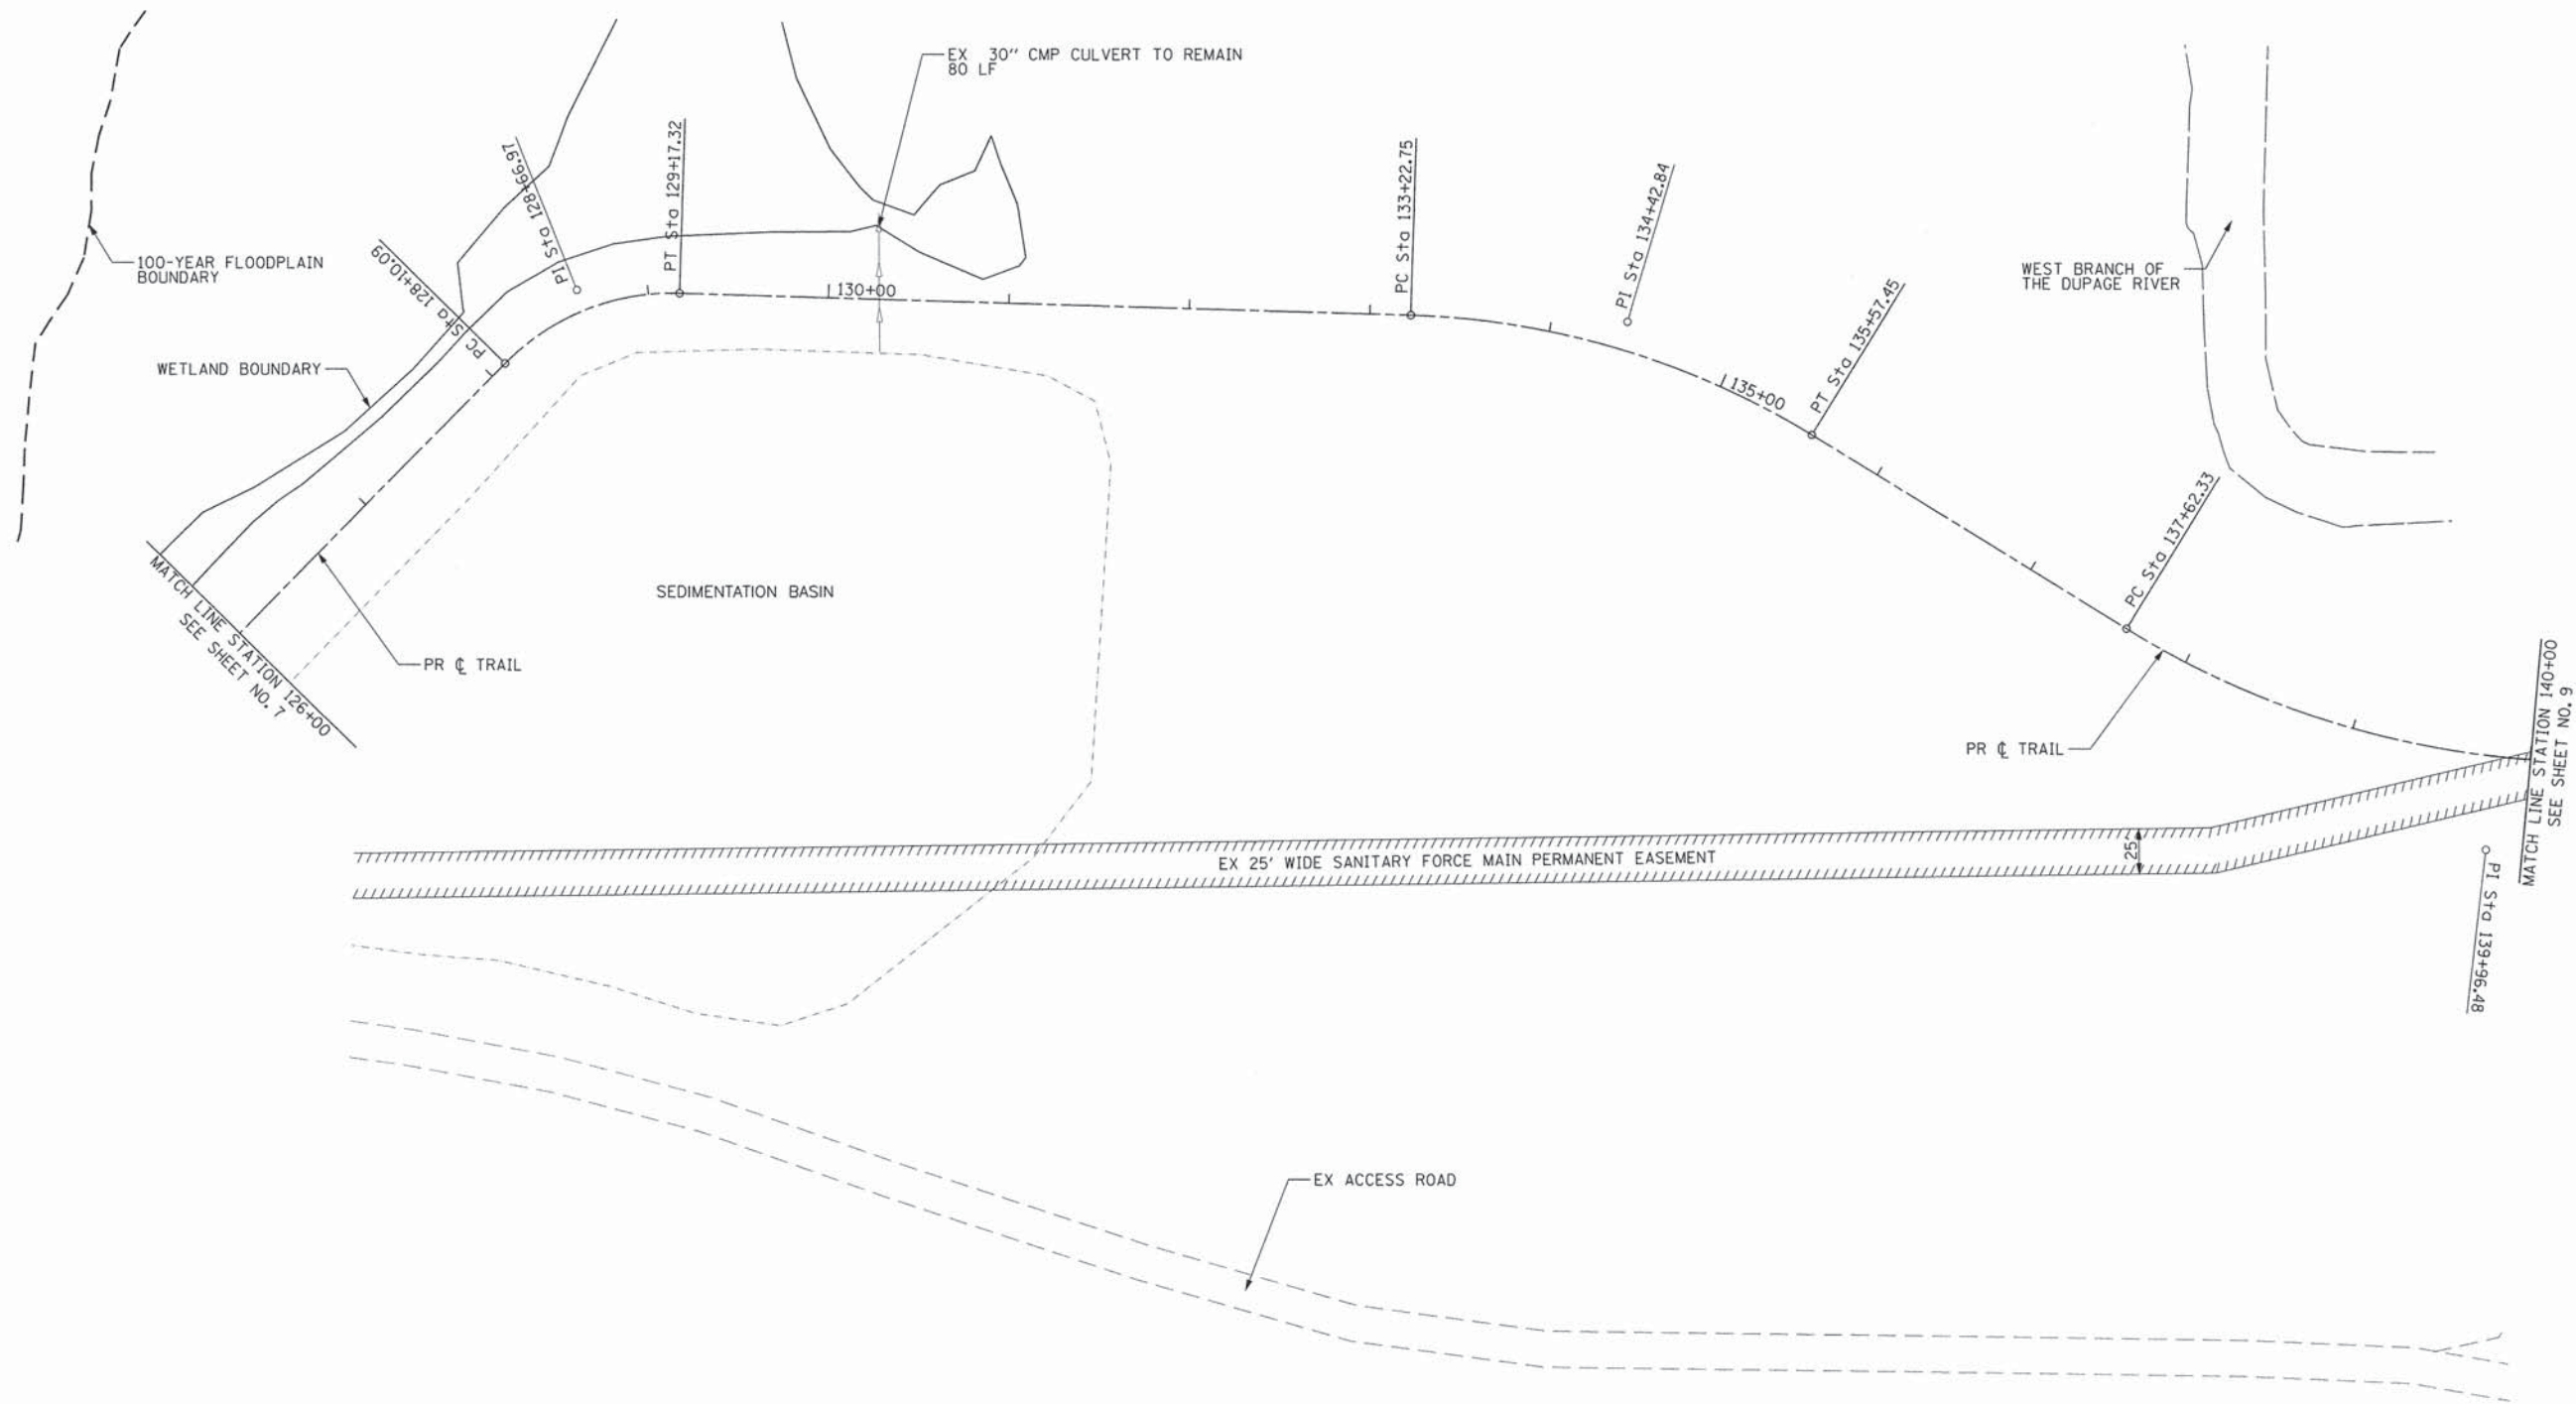 EX 30" CMP CULVERT TO REMAIN
80 LF
PI Sta 128+66.97
PT Sta 129+17.32
PC Sta 133+22.75
PI Sta 134+42.84
100-YEAR FLOODPLAIN
BOUNDARY
PC Sta 128+10.09
130+00
WEST BRANCH OF
THE DUPAGE RIVER
WETLAND BOUNDARY
135+00
PT Sta 135+57.45
PC Sta 137+62.33
MATCH LINE STATION 126+00
SEE SHEET NO. 7
SEDIMENTATION BASIN
PR ℄ TRAIL
PR ℄ TRAIL
MATCH LINE STATION 140+00
SEE SHEET NO. 9
EX 25' WIDE SANITARY FORCE MAIN PERMANENT EASEMENT
25'
PI Sta 139+96.48
EX ACCESS ROAD